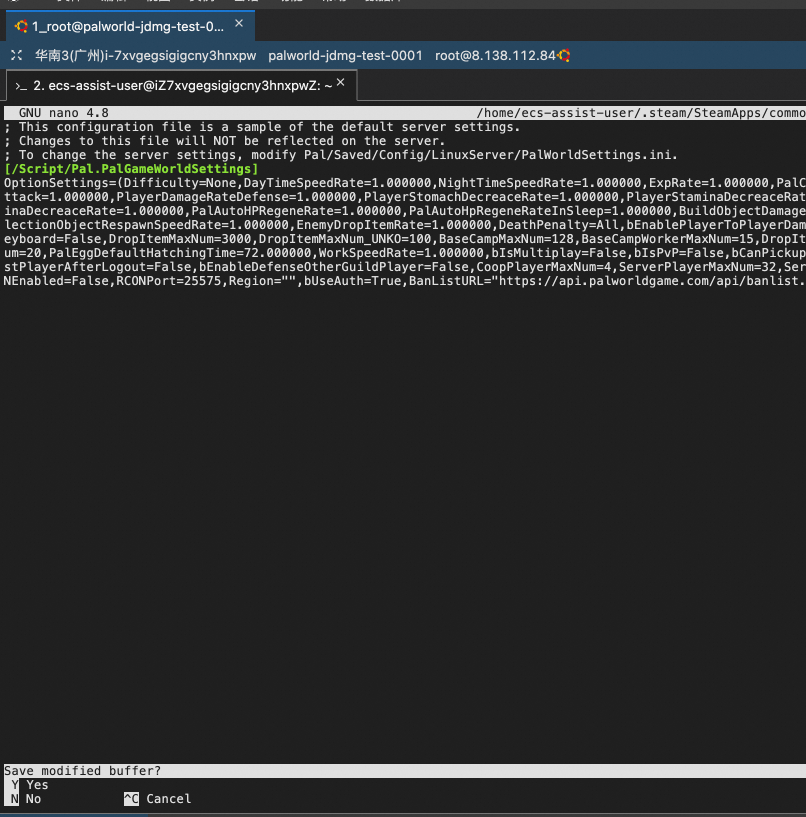 1_root@palworld-jdmg-test-0... ×
华南3(广州)i-7xvgegsigigcny3hnxpw palworld-jdmg-test-0001 root@8.138.112.84
>_ 2. ecs-assist-user@iZ7xvgegsigigcny3hnxpwZ: ~ ×
GNU nano 4.8 /home/ecs-assist-user/.steam/SteamApps/commo
; This configuration file is a sample of the default server settings.
; Changes to this file will NOT be reflected on the server.
; To change the server settings, modify Pal/Saved/Config/LinuxServer/PalWorldSettings.ini.
[/Script/Pal.PalGameWorldSettings]
OptionSettings=(Difficulty=None,DayTimeSpeedRate=1.000000,NightTimeSpeedRate=1.000000,ExpRate=1.000000,PalC
ttack=1.000000,PlayerDamageRateDefense=1.000000,PlayerStomachDecreaceRate=1.000000,PlayerStaminaDecreaceRat
inaDecreaceRate=1.000000,PalAutoHPRegeneRate=1.000000,PalAutoHpRegeneRateInSleep=1.000000,BuildObjectDamage
lectionObjectRespawnSpeedRate=1.000000,EnemyDropItemRate=1.000000,DeathPenalty=All,bEnablePlayerToPlayerDam
eyboard=False,DropItemMaxNum=3000,DropItemMaxNum_UNKO=100,BaseCampMaxNum=128,BaseCampWorkerMaxNum=15,DropIt
um=20,PalEggDefaultHatchingTime=72.000000,WorkSpeedRate=1.000000,bIsMultiplay=False,bIsPvP=False,bCanPickup
stPlayerAfterLogout=False,bEnableDefenseOtherGuildPlayer=False,CoopPlayerMaxNum=4,ServerPlayerMaxNum=32,Ser
NEnabled=False,RCONPort=25575,Region="",bUseAuth=True,BanListURL="https://api.palworldgame.com/api/banlist.
Save modified buffer?
Y Yes
N No ^C Cancel